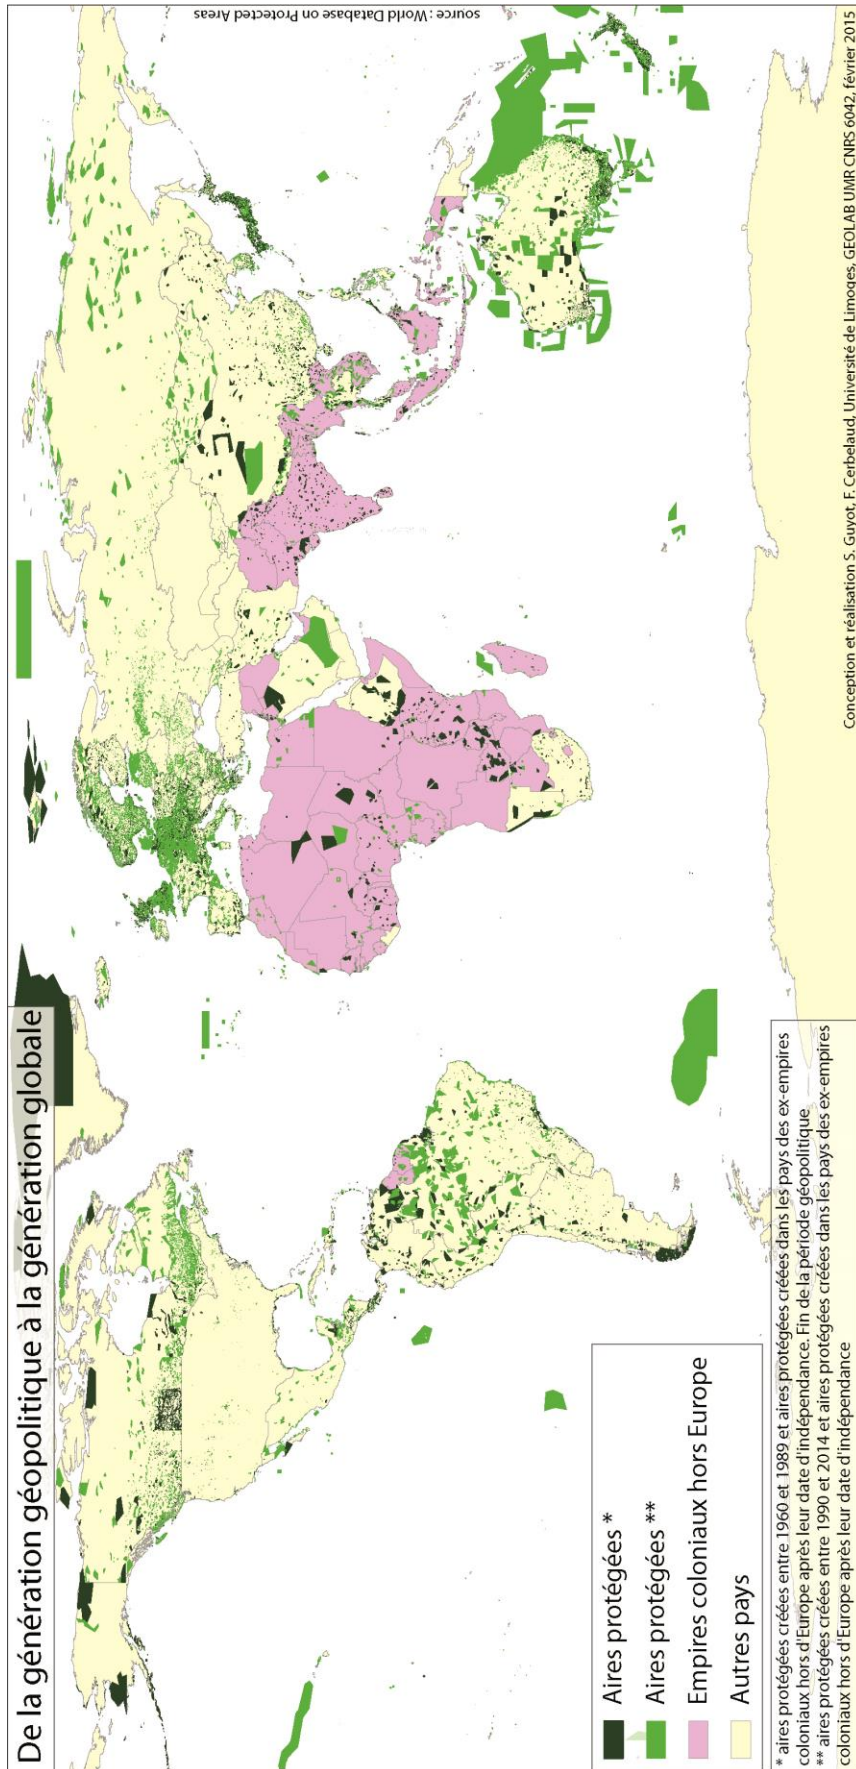 De la génération géopolitique à la génération globale
source : World Database on Protected Areas
Aires protégées *
Aires protégées **
Empires coloniaux hors Europe
Autres pays
* aires protégées créées entre 1960 et 1989 et aires protégées créées dans les pays des ex-empires
coloniaux hors d'Europe après leur date d'indépendance. Fin de la période géopolitique
** aires protégées créées entre 1990 et 2014 et aires protégées créées dans les pays des ex-empires
coloniaux hors d'Europe après leur date d'indépendance
Conception et réalisation S. Guyot, F. Cerbelaud, Université de Limoges, GEOLAB UMR CNRS 6042, février 2015